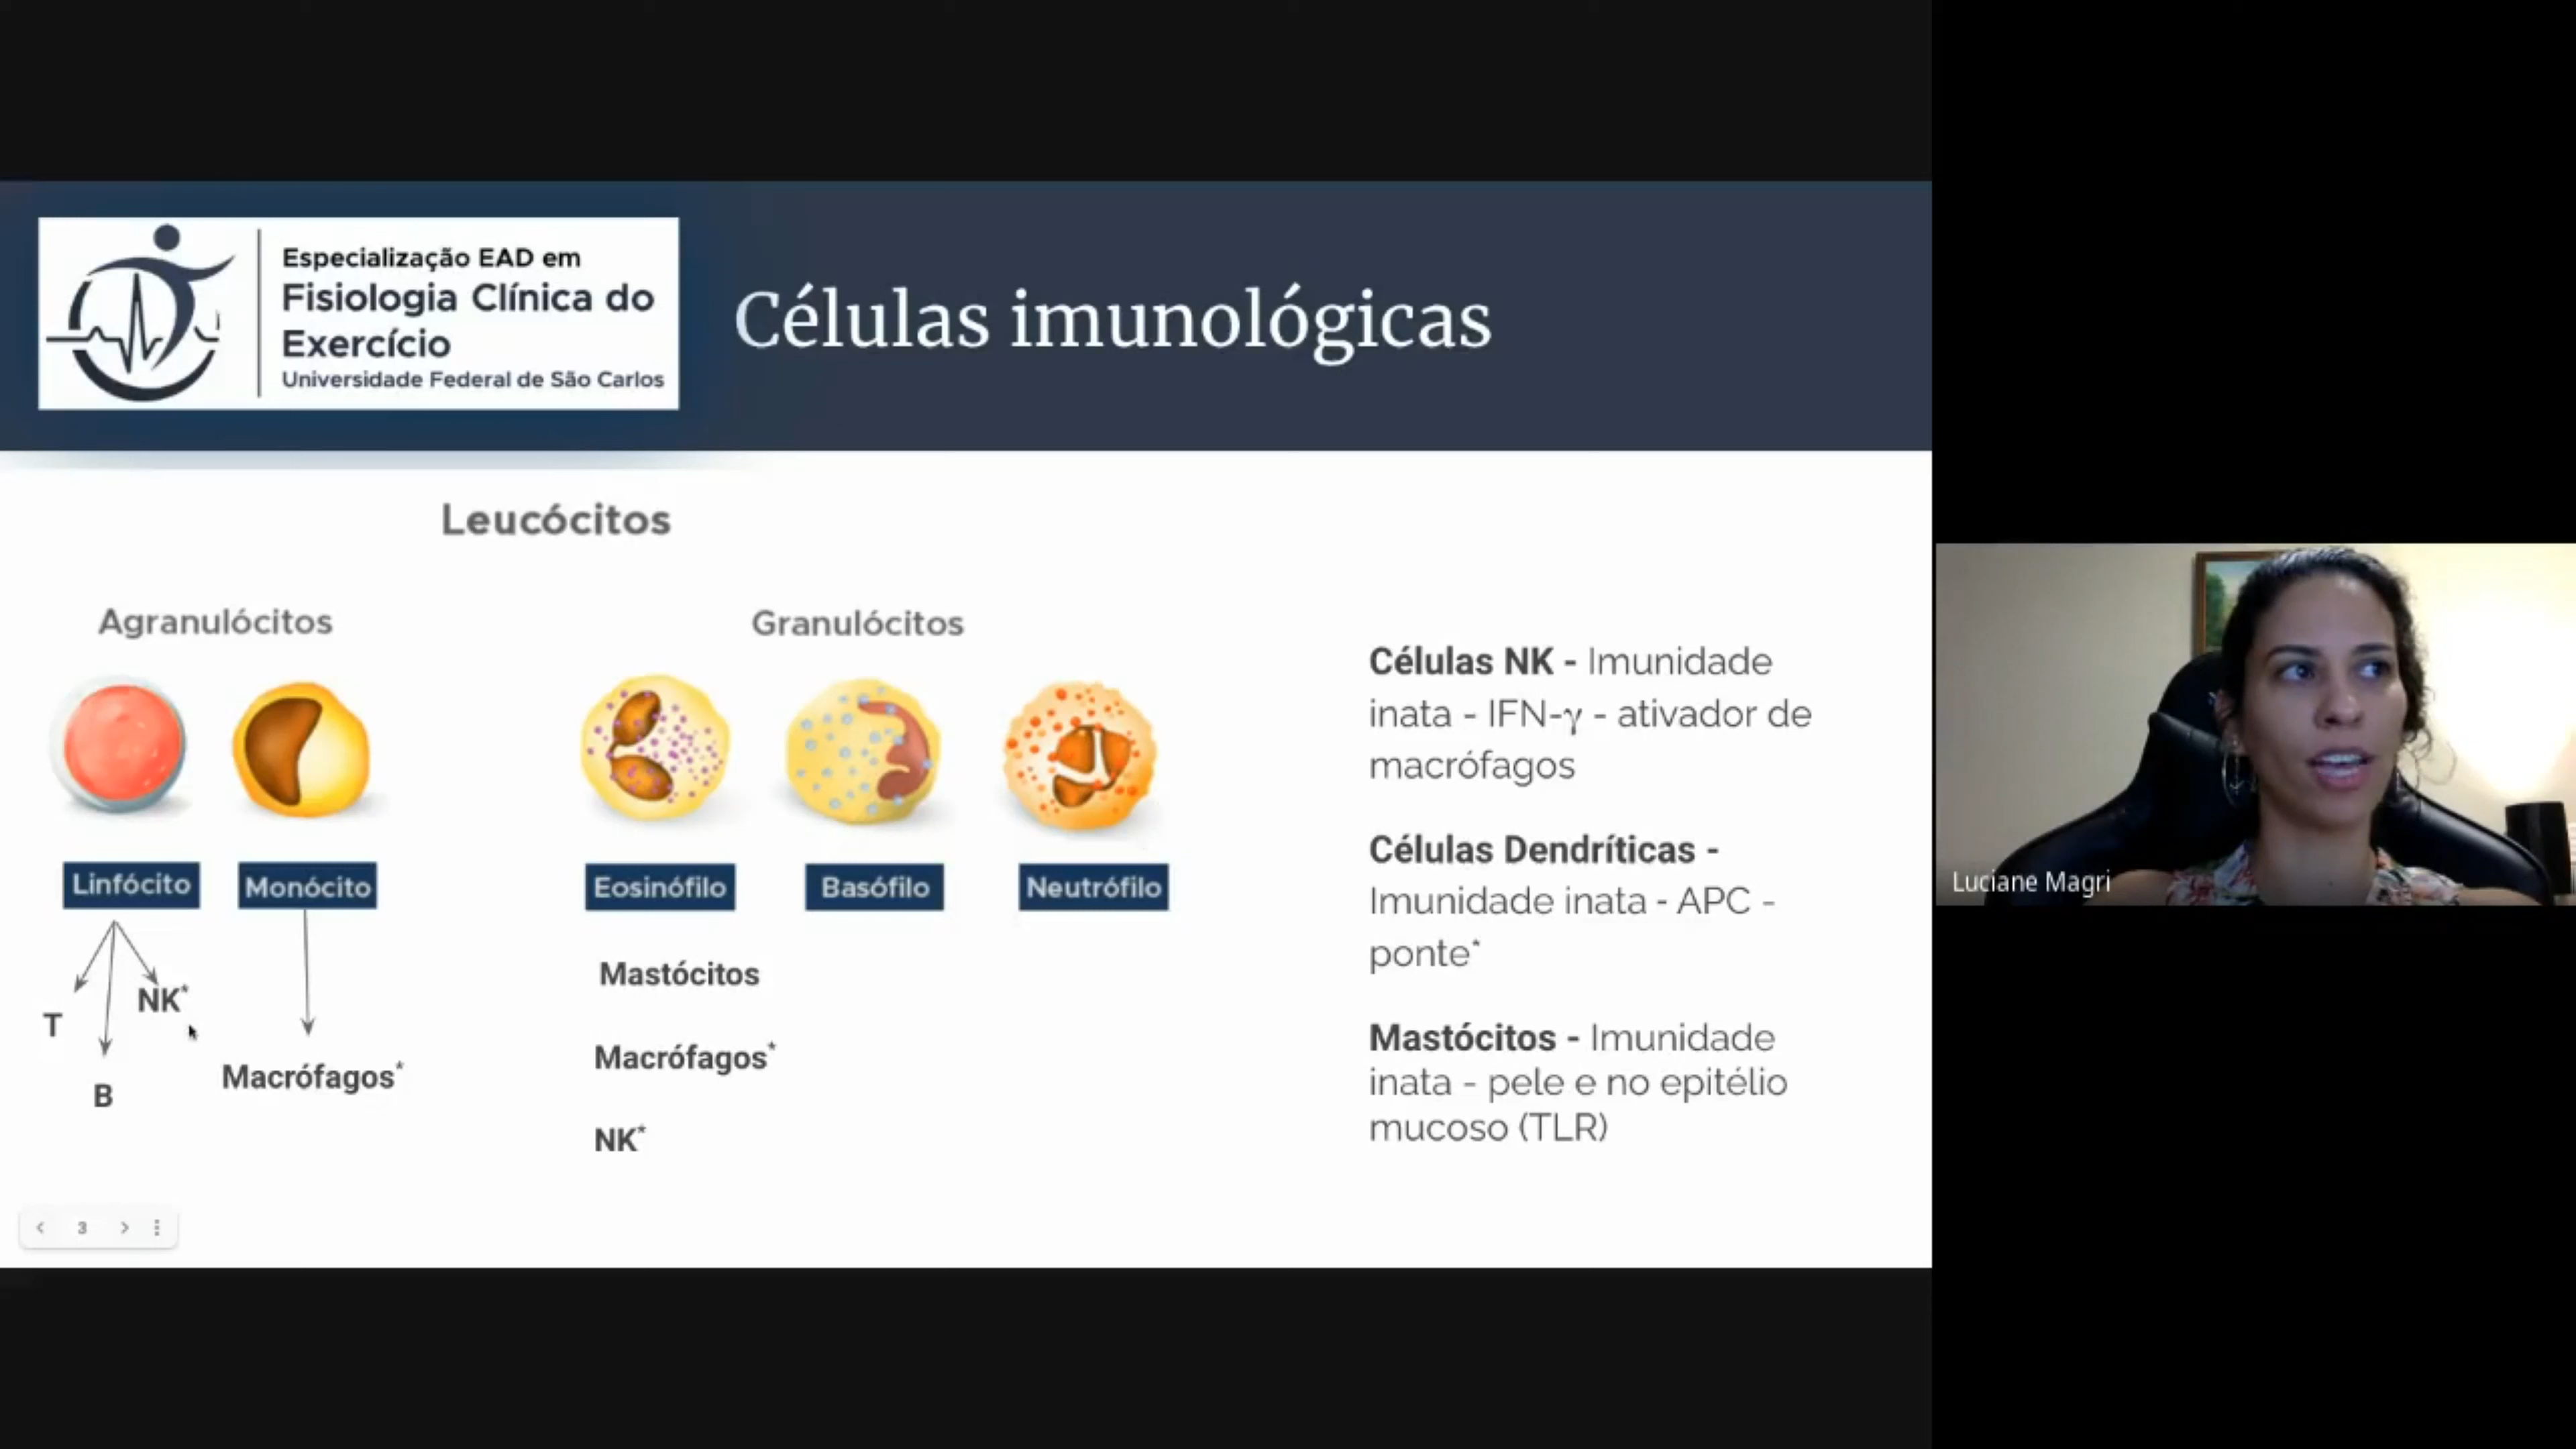 Especialização EAD em
Fisiologia Clínica do
Exercício
Universidade Federal de São Carlos
Células imunológicas
Leucócitos
Agranulócitos
Granulócitos
Linfócito
Monócito
Eosinófilo
Basófilo
Neutrófilo
T
B
NK*
Macrófagos*
Mastócitos
Macrófagos*
NK*
Células NK - Imunidade
inata - IFN-γ - ativador de
macrófagos
Células Dendríticas -
Imunidade inata - APC -
ponte*
Mastócitos - Imunidade
inata - pele e no epitélio
mucoso (TLR)
3
Luciane Magri